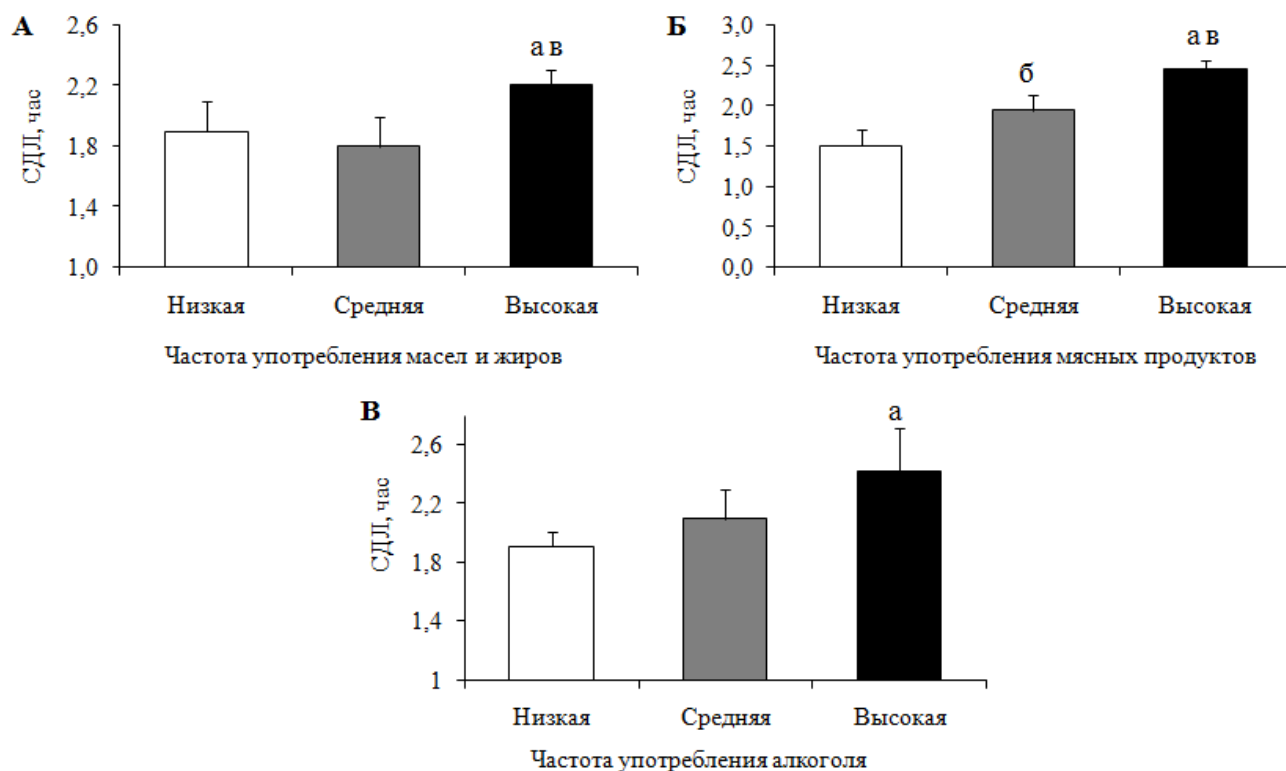 А
СДЛ, час
2,6
2,2
1,8
1,4
1,0
а в
Низкая Средняя Высокая
Частота употребления масел и жиров
Б
СДЛ, час
3,0
2,5
2,0
1,5
1,0
0,5
0,0
б
а в
Низкая Средняя Высокая
Частота употребления мясных продуктов
В
СДЛ, час
2,6
2,2
1,8
1,4
1
а
Низкая Средняя Высокая
Частота употребления алкоголя